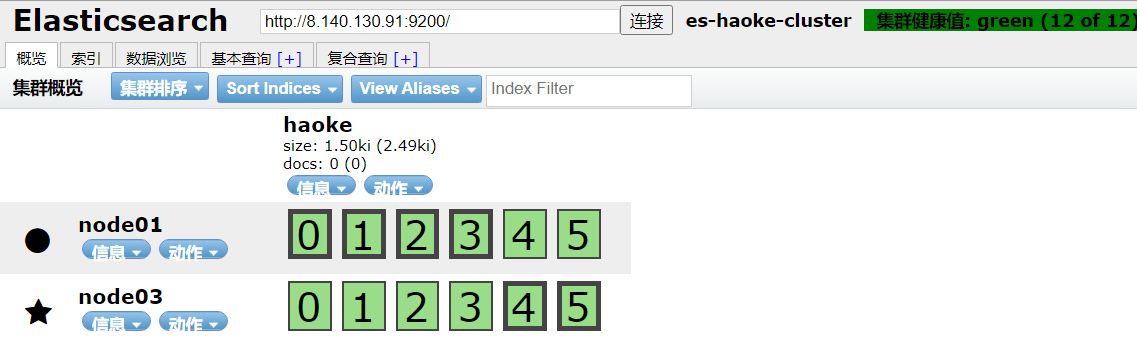 Elasticsearch http://8.140.130.91:9200/ 连接 es-haoke-cluster 集群健康值: green (12 of 12)
概览 索引 数据浏览 基本查询 [+] 复合查询 [+]
集群概览 集群排序 Sort Indices View Aliases Index Filter
haoke
size: 1.50ki (2.49ki)
docs: 0 (0)
信息 动作
node01 0 1 2 3 4 5
信息 动作
node03 0 1 2 3 4 5
信息 动作